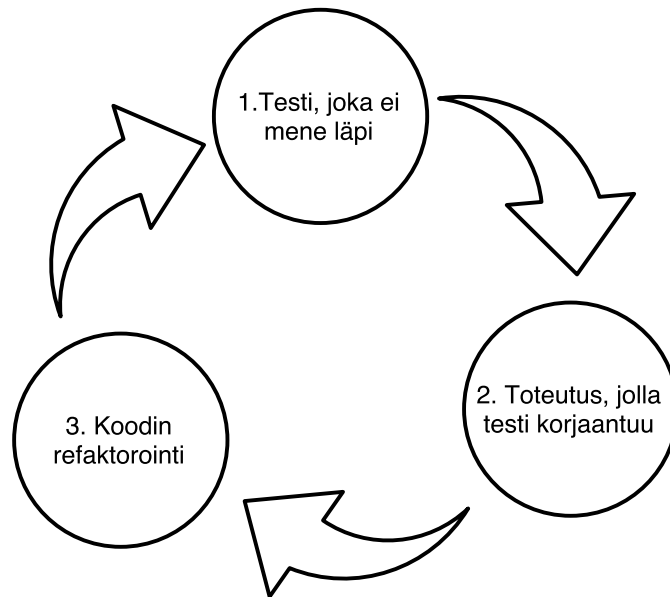 1.Testi, joka ei
mene läpi
2. Toteutus, jolla
testi korjaantuu
3. Koodin
refaktorointi